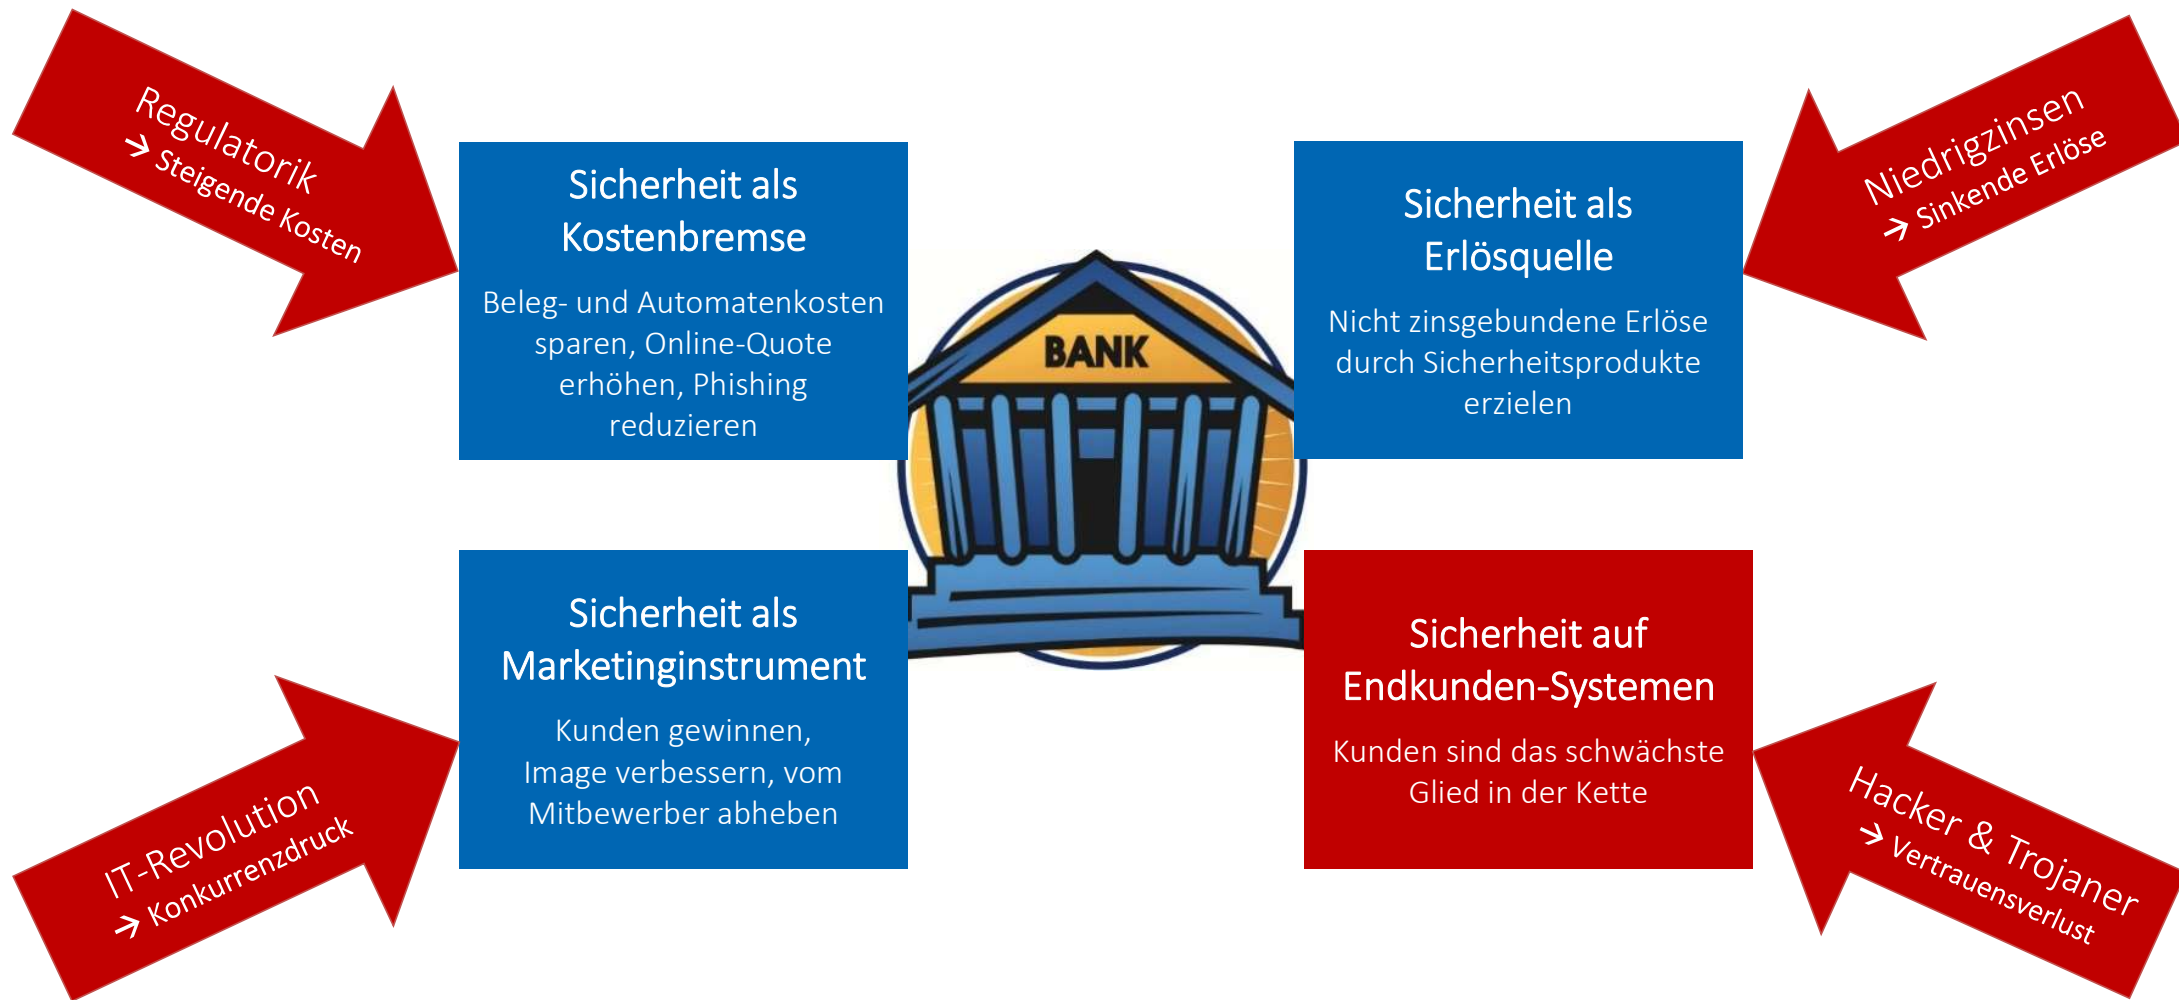 Regulatorik
→ Steigende Kosten
Sicherheit als
Kostenbremse
Beleg- und Automatenkosten
sparen, Online-Quote
erhöhen, Phishing
reduzieren
BANK
Sicherheit als
Erlösquelle
Nicht zinsgebundene Erlöse
durch Sicherheitsprodukte
erzielen
Niedrigzinsen
→ Sinkende Erlöse
IT-Revolution
→ Konkurrenzdruck
Sicherheit als
Marketinginstrument
Kunden gewinnen,
Image verbessern, vom
Mitbewerber abheben
Sicherheit auf
Endkunden-Systemen
Kunden sind das schwächste
Glied in der Kette
Hacker & Trojaner
→ Vertrauensverlust